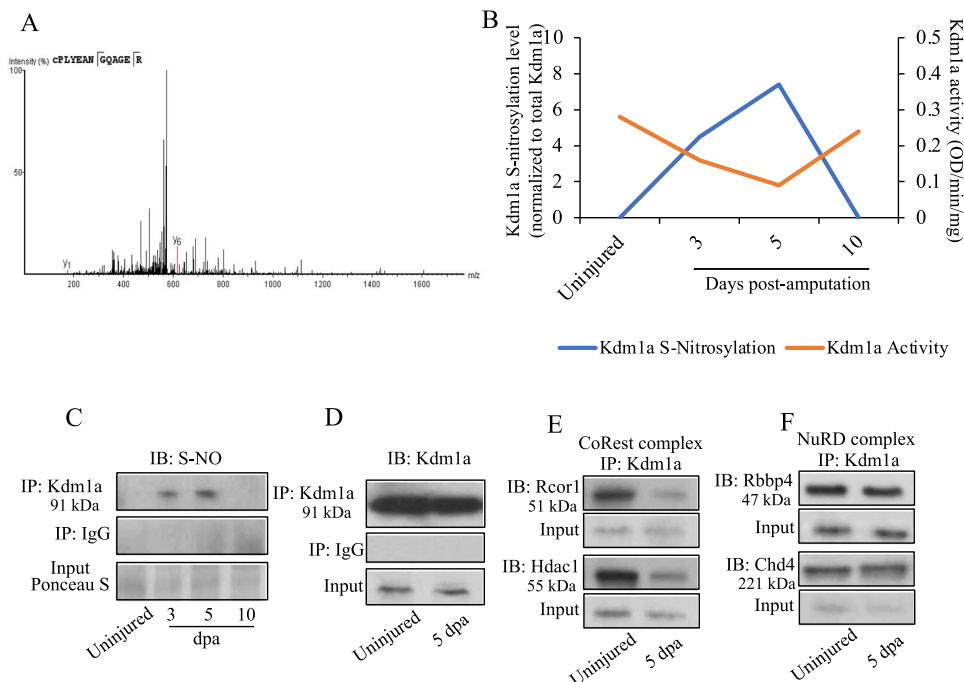 A
Intensity (%)
cPLYEAN GQAGE R
100
50
y1
y6
200 400 600 800 1000 1200 1400 1600 m/z
B
Kdm1a S-nitrosylation level
(normalized to total Kdm1a)
10
8
6
4
2
0
0.5
0.4
0.3
0.2
0.1
0
Kdm1a activity (OD/min/mg)
Uninjured 3 5 10
Days post-amputation
Kdm1a S-Nitrosylation Kdm1a Activity
C
IB: S-NO
IP: Kdm1a
91 kDa
IP: IgG
Input
Ponceau S
Uninjured 3 5 10
dpa
D
IB: Kdm1a
IP: Kdm1a
91 kDa
IP: IgG
Input
Uninjured 5 dpa
E
CoRest complex
IP: Kdm1a
IB: Rcor1
51 kDa
Input
IB: Hdac1
55 kDa
Input
Uninjured 5 dpa
F
NuRD complex
IP: Kdm1a
IB: Rbbp4
47 kDa
Input
IB: Chd4
221 kDa
Input
Uninjured 5 dpa